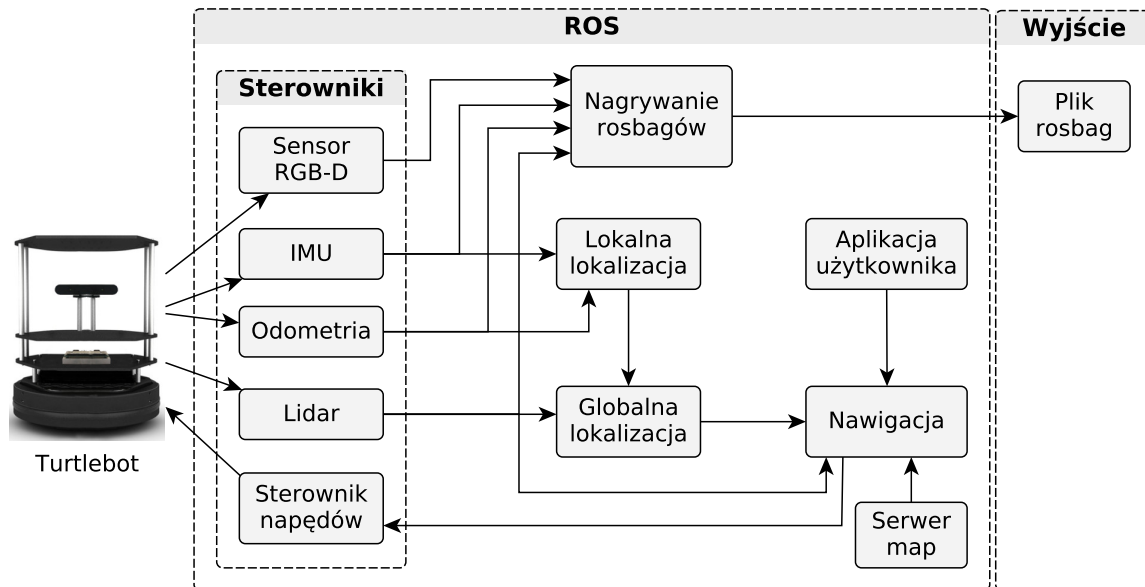 ROS
Wyjście
Sterowniki
Sensor
RGB-D
Nagrywanie
rosbagów
Plik
rosbag
IMU
Lokalna
lokalizacja
Aplikacja
użytkownika
Odometria
Lidar
Globalna
lokalizacja
Nawigacja
Turtlebot
Sterownik
napędów
Serwer
map